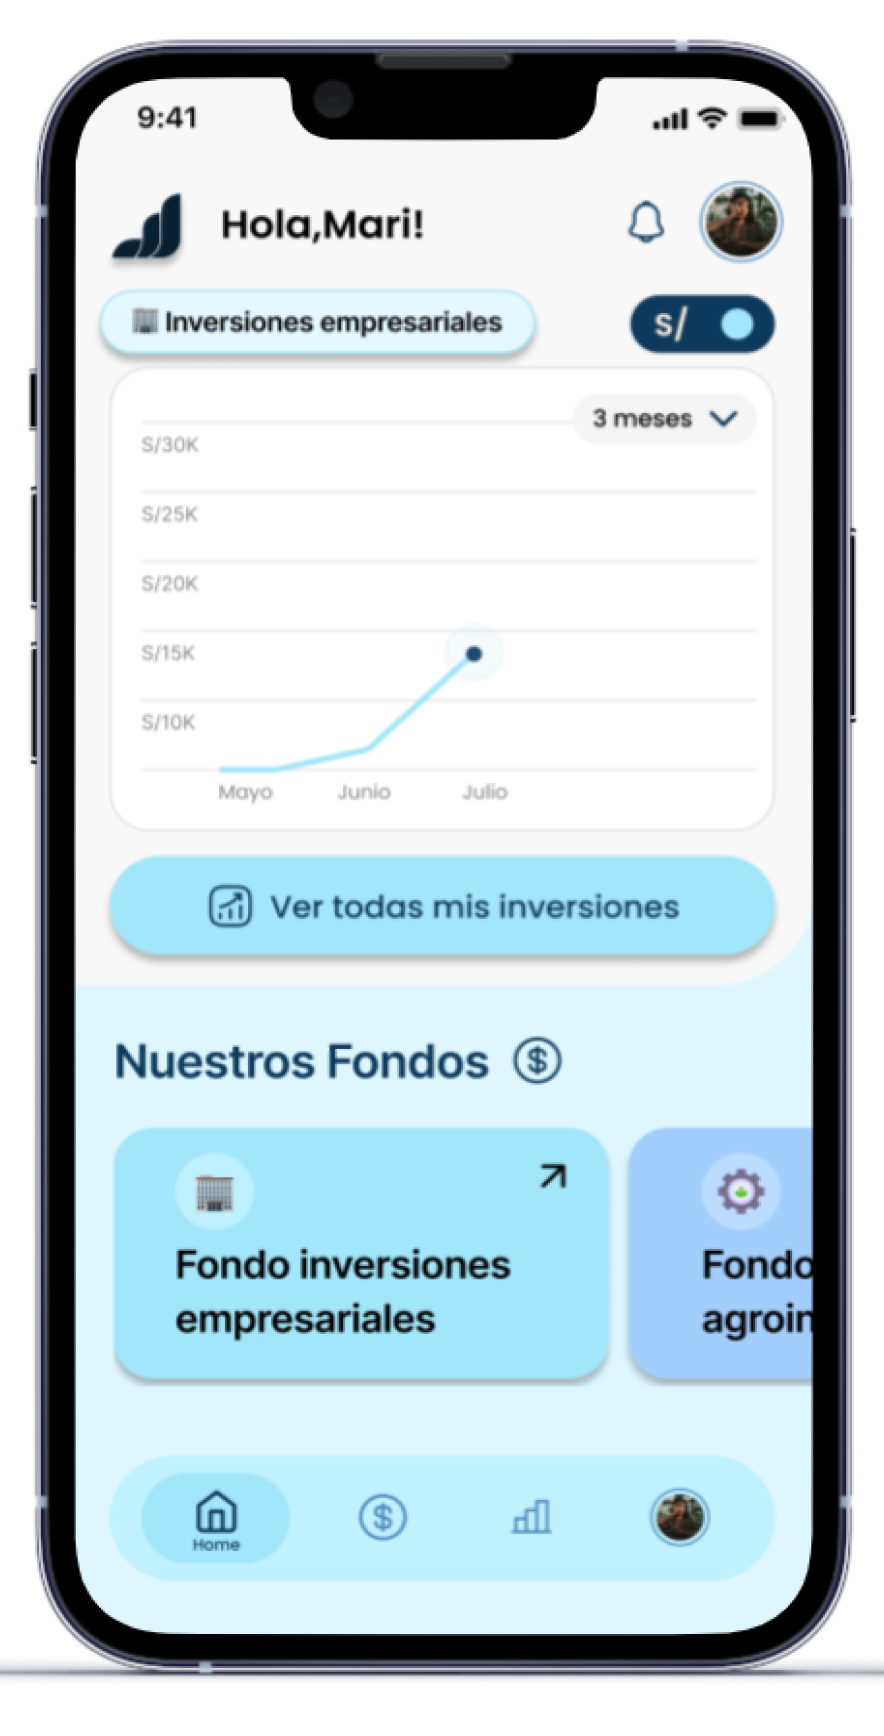 9:41
Hola,Mari!
Inversiones empresariales
S/
3 meses
S/30K
S/25K
S/20K
S/15K
S/10K
Mayo Junio Julio
Ver todas mis inversiones
Nuestros Fondos
Fondo inversiones
empresariales
Fondo
agroin
Home